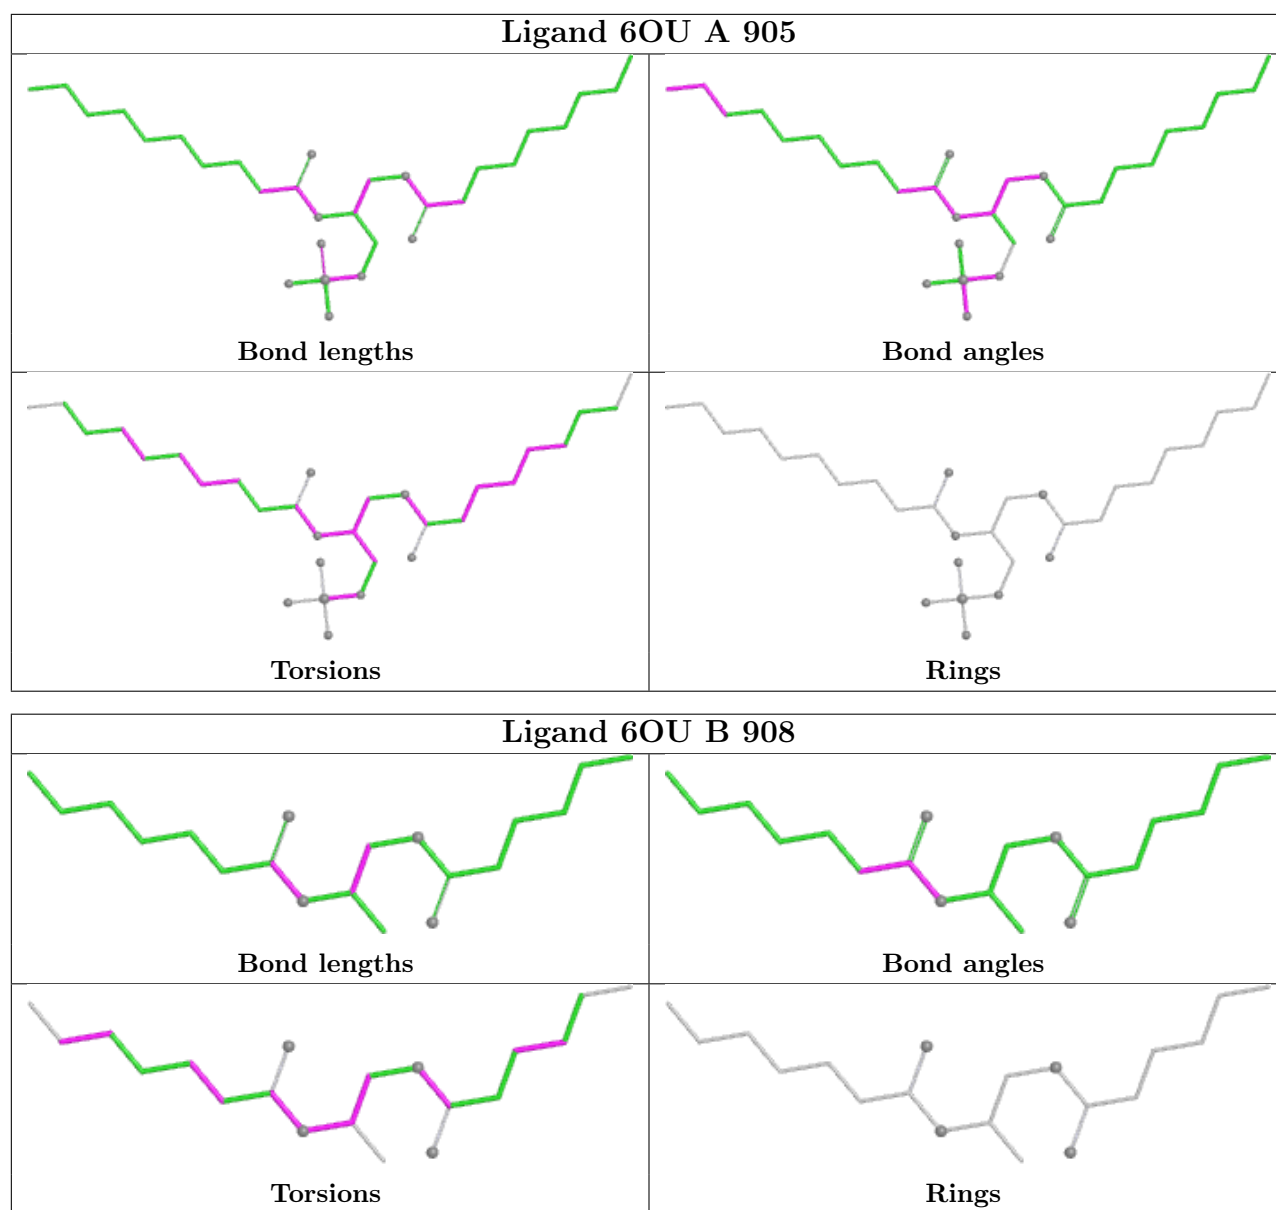 Ligand 6OU A 905
Bond lengths
Bond angles
Torsions
Rings
Ligand 6OU B 908
Bond lengths
Bond angles
Torsions
Rings